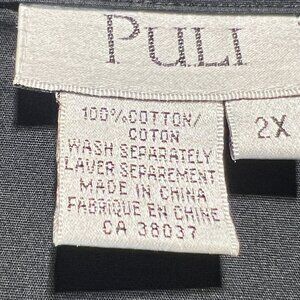 PULI
100%COTTON/
COTON
2X
WASH SEPARATELY
LAVER SEPAREMENT
MADE IN CHINA
FABRIQUE EN CHINE
CA 38037